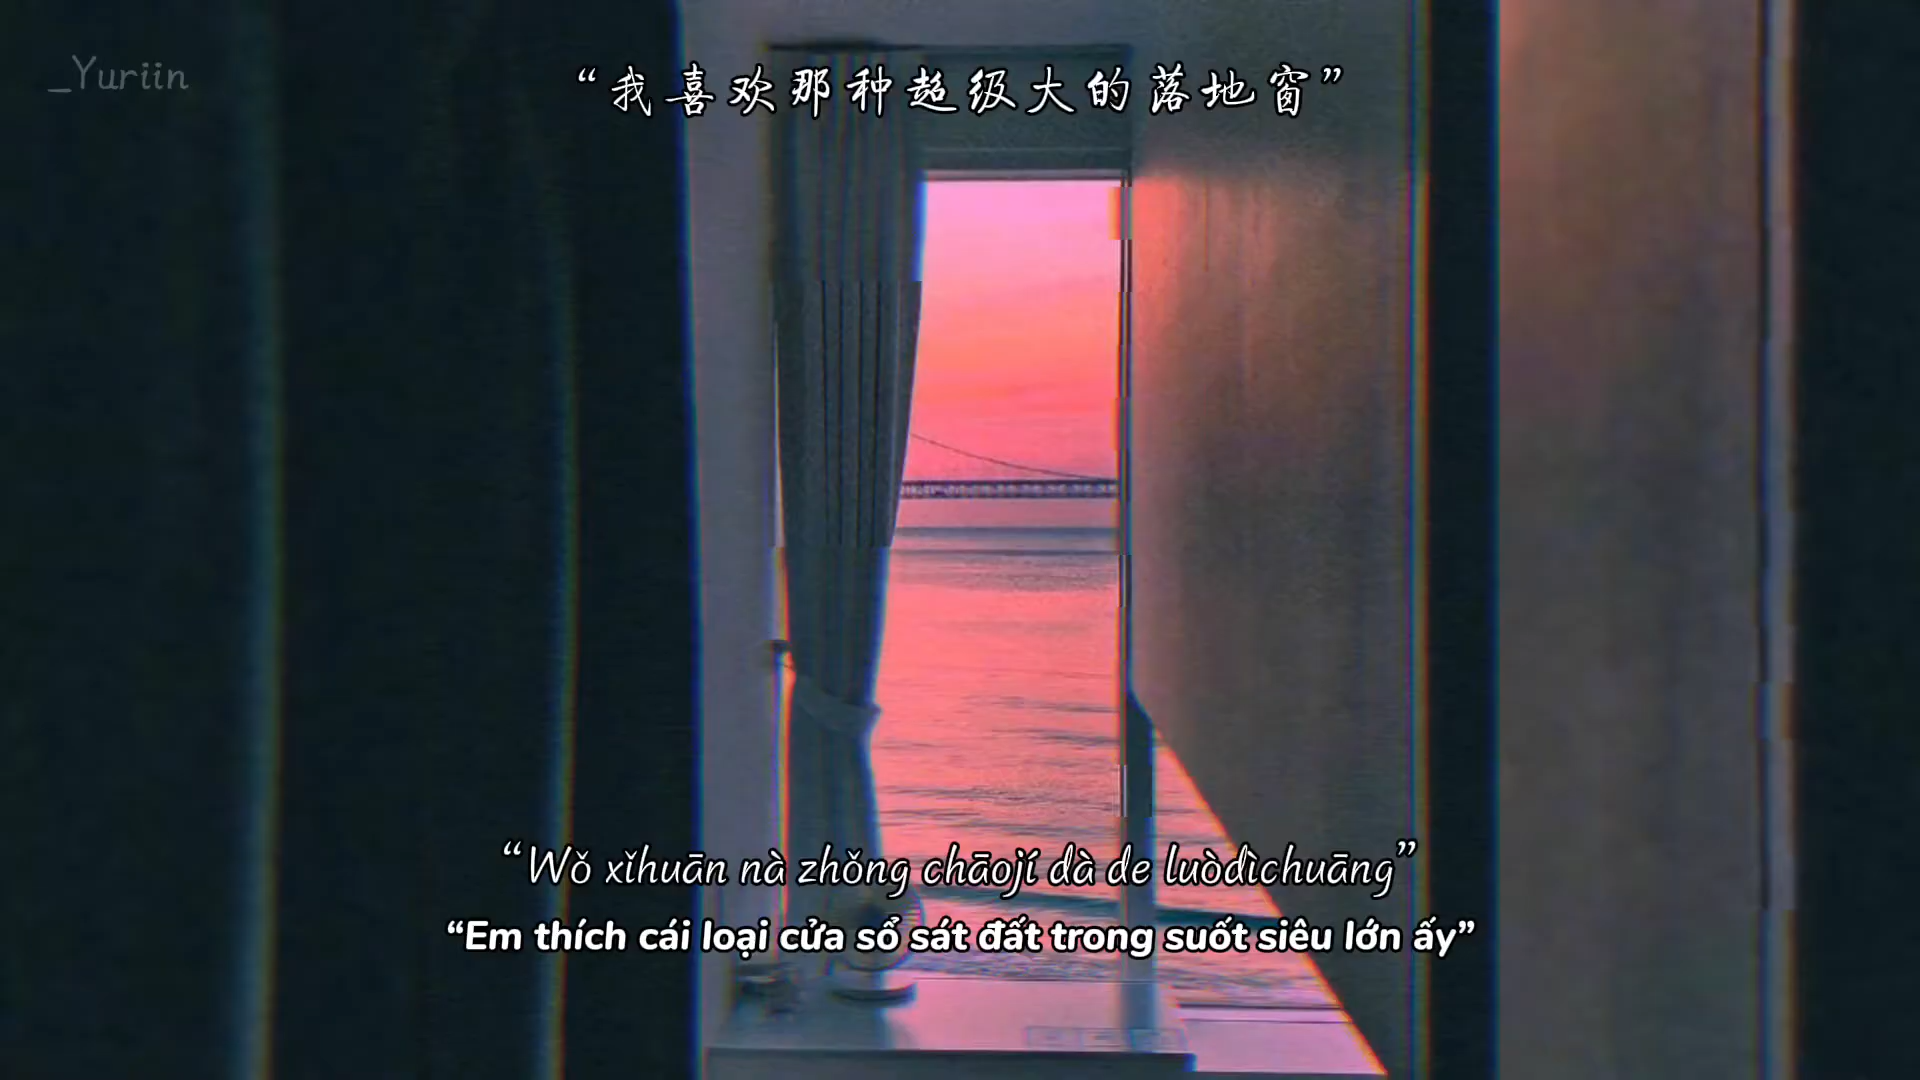 _Yuriin
“我喜欢那种超级大的落地窗”
“Wǒ xǐhuān nà zhǒng chāojí dà de luòdìchuāng”
“Em thích cái loại cửa sổ sát đất trong suốt siêu lớn ấy”